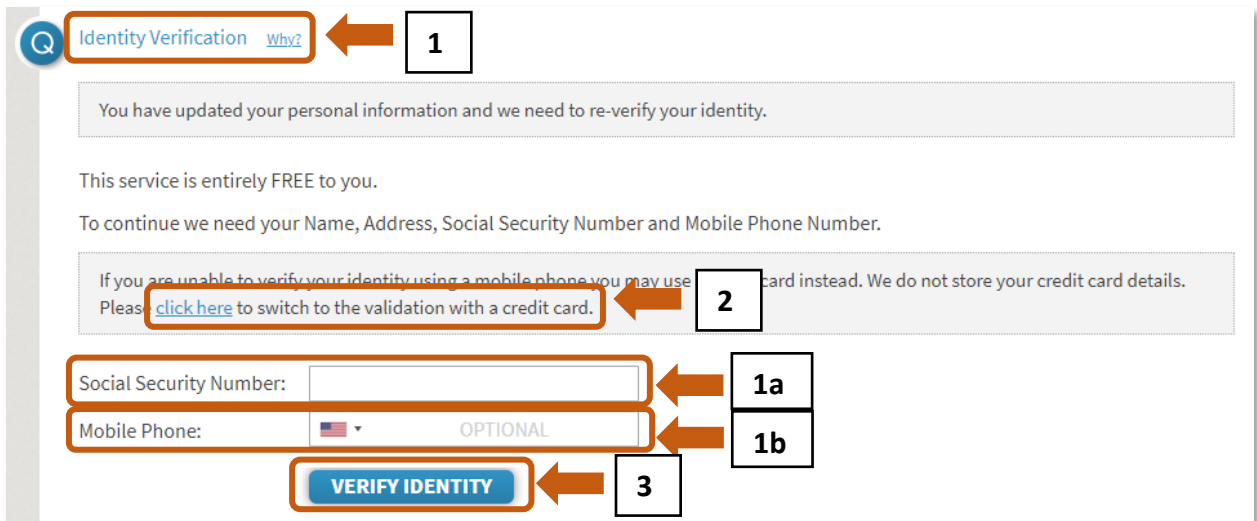 Identity Verification Why?
1
You have updated your personal information and we need to re-verify your identity.
This service is entirely FREE to you.
To continue we need your Name, Address, Social Security Number and Mobile Phone Number.
If you are unable to verify your identity using a mobile phone you may use card instead. We do not store your credit card details.
2
Please click here to switch to the validation with a credit card.
Social Security Number:
1a
Mobile Phone: OPTIONAL
1b
VERIFY IDENTITY
3